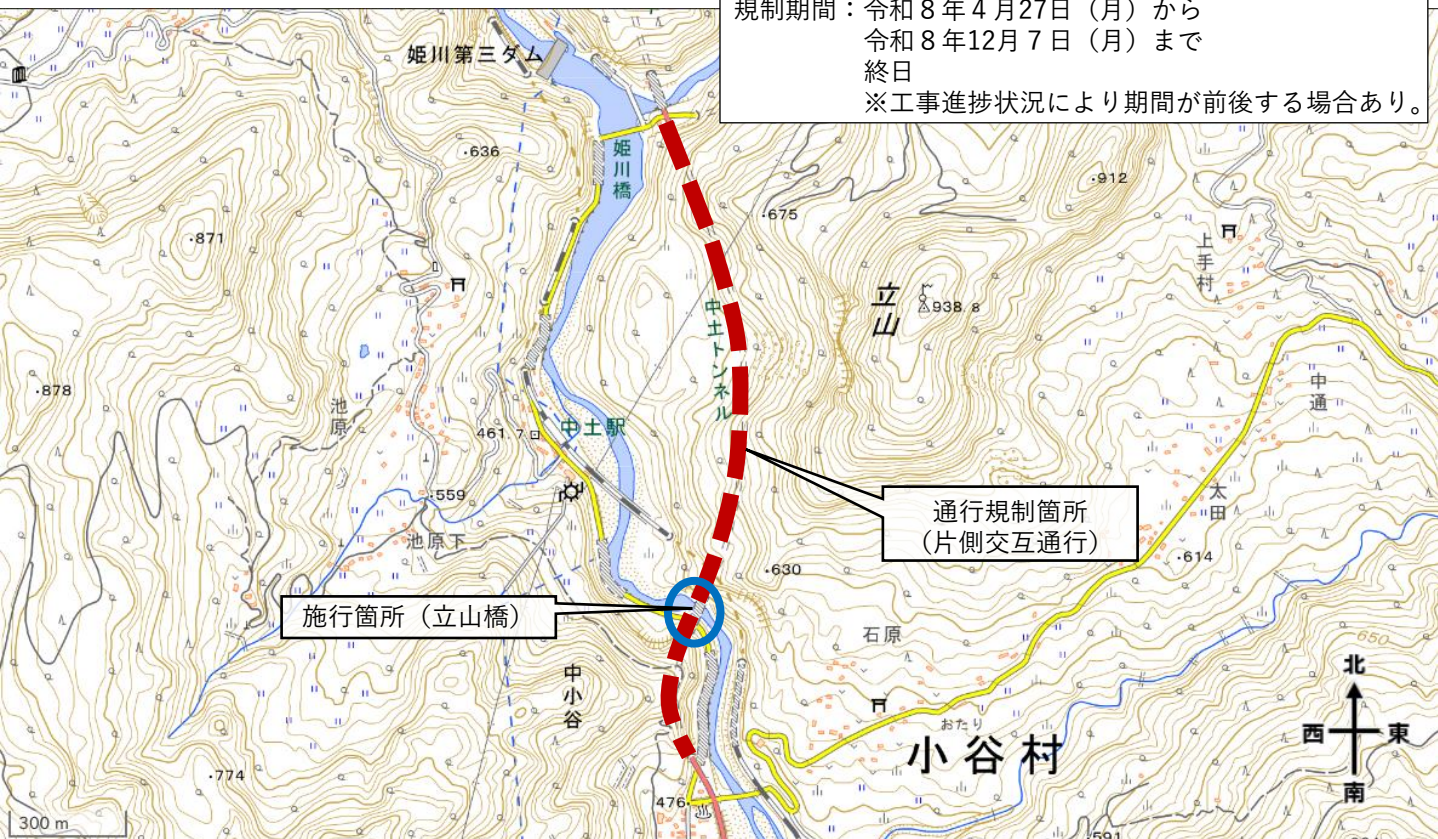 規制期間：令和８年４月27日（月）から
令和８年12月７日（月）まで
終日
※工事進捗状況により期間が前後する場合あり。
姫川第三ダム
姫川橋
・636
・912
・675
・871
上手村
立山
938.8
中土トンネル
・878
池原
中通
461.7
中土駅
・559
太田
通行規制箇所
（片側交互通行）
池原下
・614
・630
施行箇所（立山橋）
石原
650
中小谷
北
西
東
南
おたり
小谷村
・774
476
300 m
591